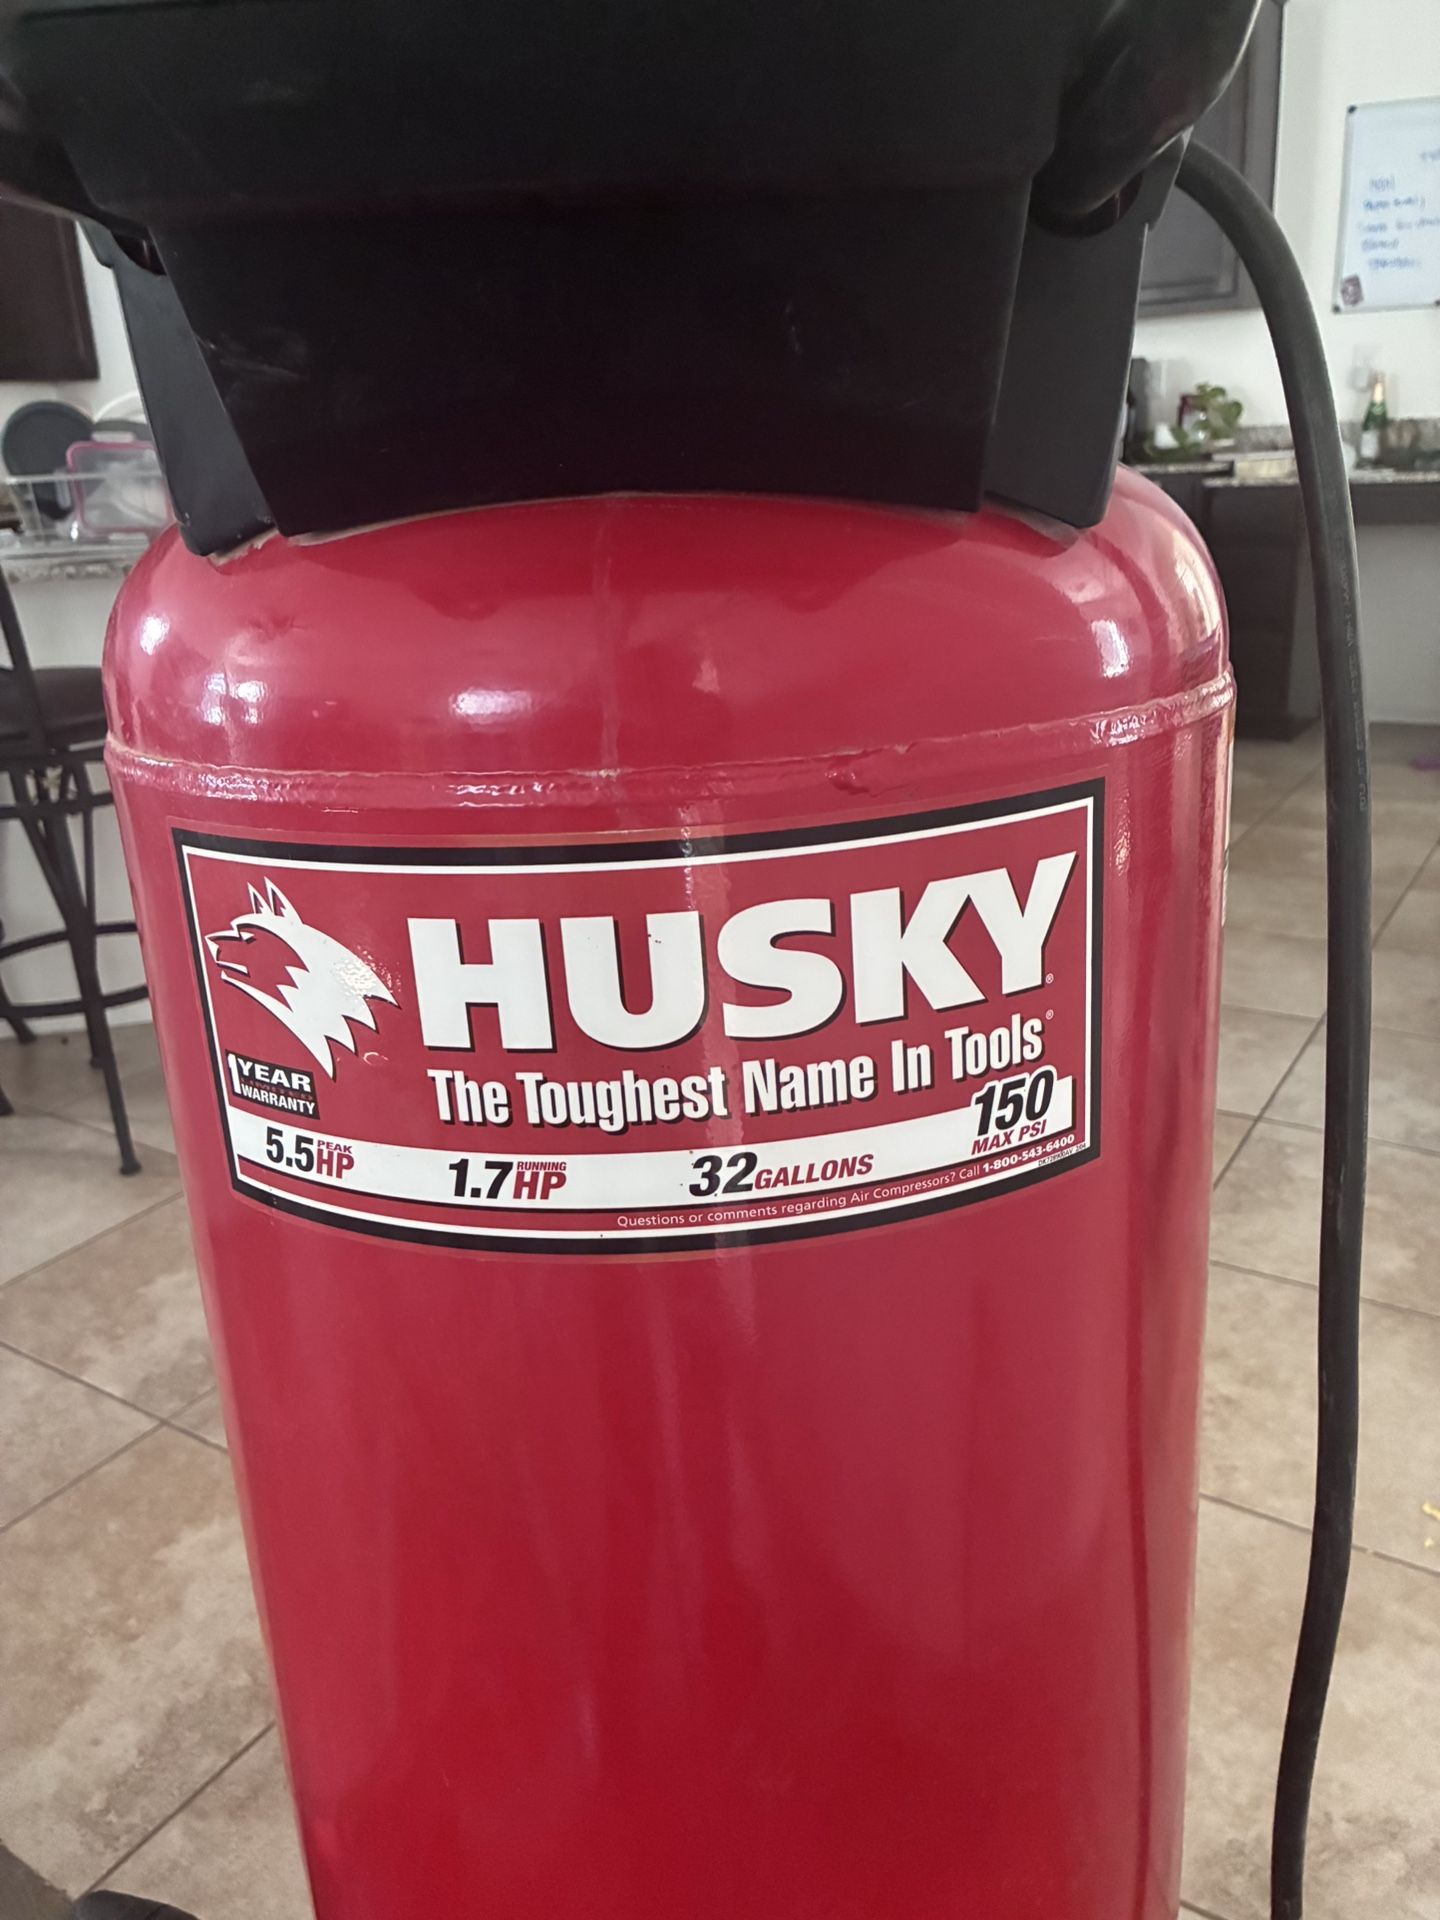 HUSKY®
The Toughest Name In Tools®
1 YEAR
LIMITED
WARRANTY
5.5 PEAK HP
1.7 RUNNING HP
32 GALLONS
150
MAX PSI
Questions or comments regarding Air Compressors? Call 1-800-543-6400